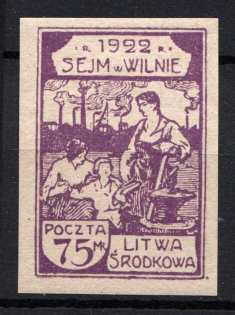 R. 1922 R.
SEJM W WILNIE
POCZTA
75 MK
LITWA
ŚRODKOWA